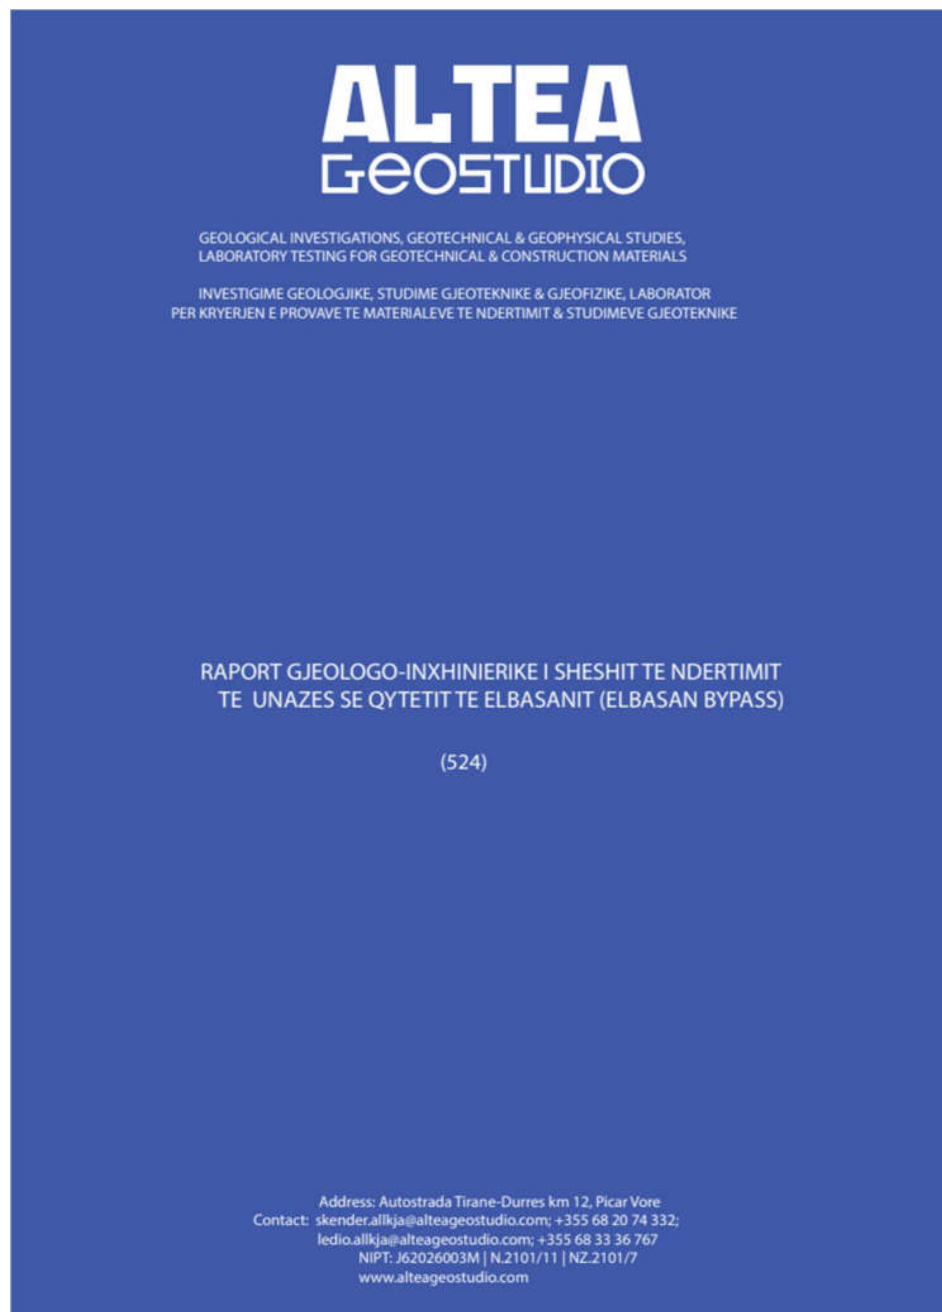 ALTEA
GEOSTUDIO
GEOLOGICAL INVESTIGATIONS, GEOTECHNICAL & GEOPHYSICAL STUDIES,
LABORATORY TESTING FOR GEOTECHNICAL & CONSTRUCTION MATERIALS
INVESTIGIME GEOLOGJIKE, STUDIME GJEOTEKNIKE & GJEOFIZIKE, LABORATOR
PER KRYERJEN E PROVAVE TE MATERIALEVE TE NDERTIMIT & STUDIMEVE GJEOTEKNIKE
RAPORT GJEOLOGO-INXHINIERIKE I SHESHIT TE NDERTIMIT
TE UNAZES SE QYTETIT TE ELBASANIT (ELBASAN BYPASS)
(524)
Address: Autostrada Tirane-Durres km 12, Picar Vore
Contact: skender.allkja@alteageostudio.com; +355 68 20 74 332;
ledio.allkja@alteageostudio.com; +355 68 33 36 767
NIPT: J62026003M | N.2101/11 | NZ.2101/7
www.alteageostudio.com